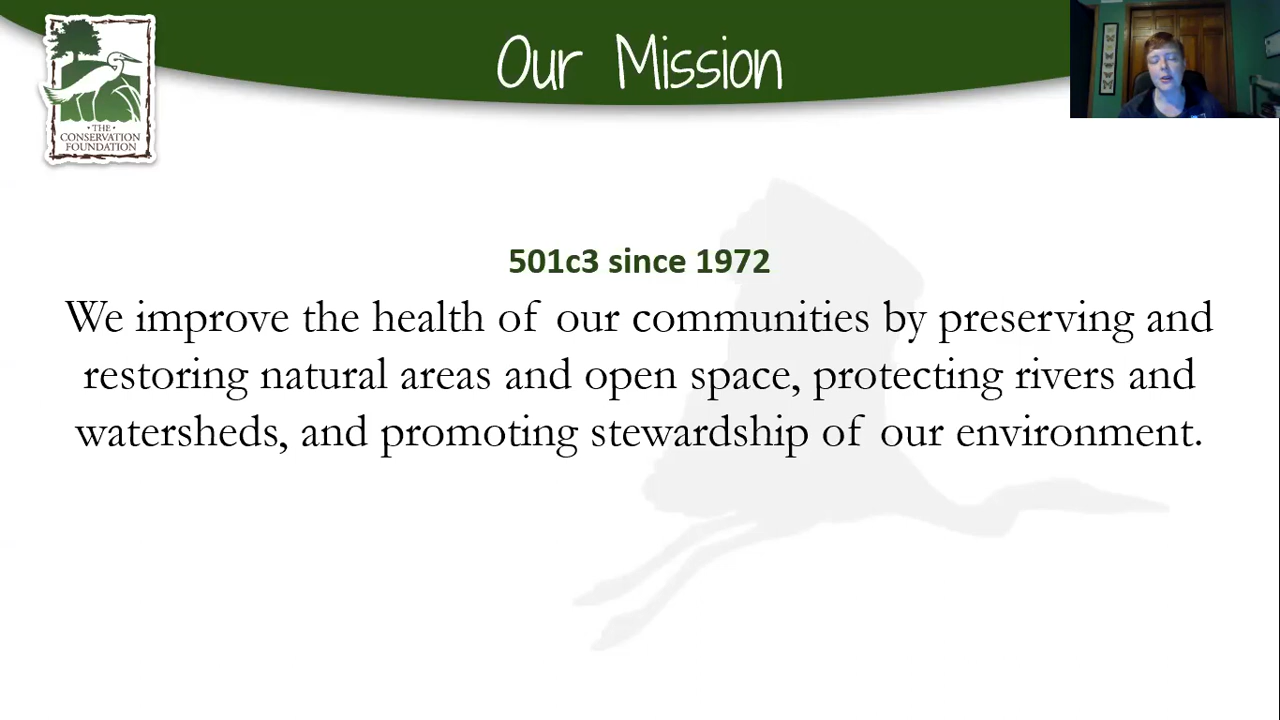 Our Mission
· THE ·
CONSERVATION
FOUNDATION
501c3 since 1972
We improve the health of our communities by preserving and
restoring natural areas and open space, protecting rivers and
watersheds, and promoting stewardship of our environment.